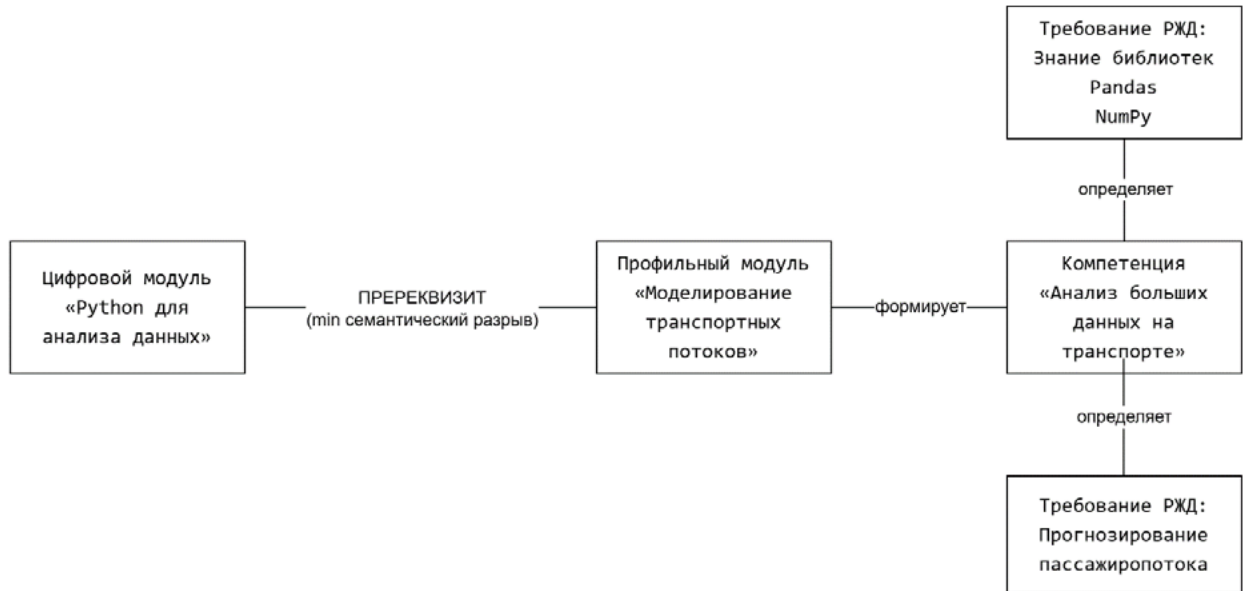 Требование РЖД:
Знание библиотек
Pandas
NumPy
определяет
Цифровой модуль
«Python для
анализа данных»
ПРЕРЕКВИЗИТ
(min семантический разрыв)
Профильный модуль
«Моделирование
транспортных
потоков»
формирует
Компетенция
«Анализ больших
данных на
транспорте»
определяет
Требование РЖД:
Прогнозирование
пассажиропотока